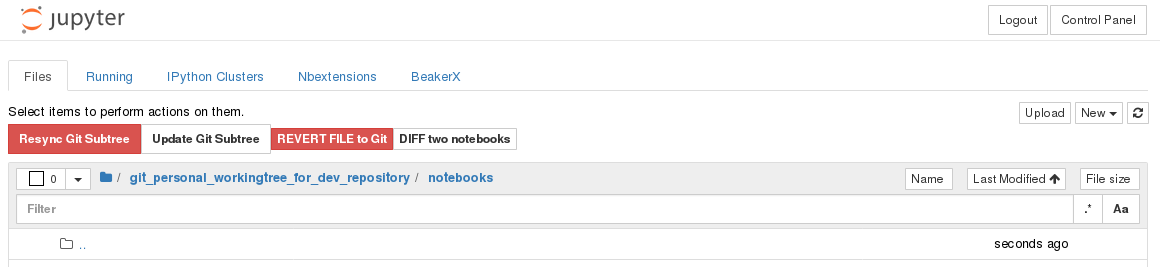 jupyter Logout Control Panel
Files Running IPython Clusters Nbextensions BeakerX
Select items to perform actions on them. Upload New
Resync Git Subtree Update Git Subtree REVERT FILE to Git DIFF two notebooks
0 / git_personal_workingtree_for_dev_repository / notebooks Name Last Modified File size
Filter .* Aa
.. seconds ago